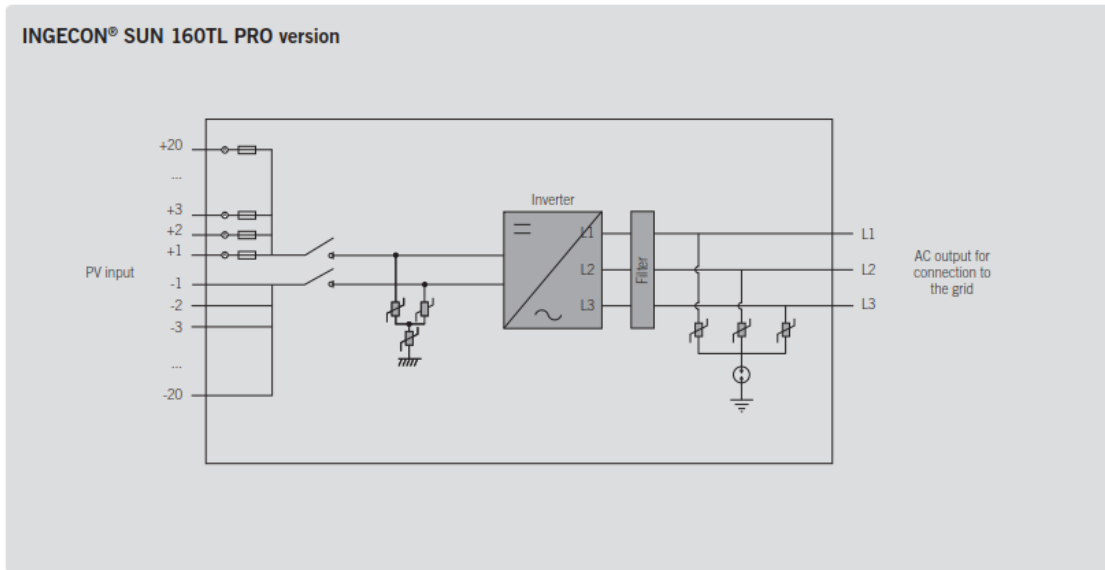 INGECON® SUN 160TL PRO version
+20
...
+3
+2
+1
PV input
-1
-2
-3
...
-20
Inverter
L1
L2
L3
Filter
L1
L2
L3
AC output for
connection to
the grid